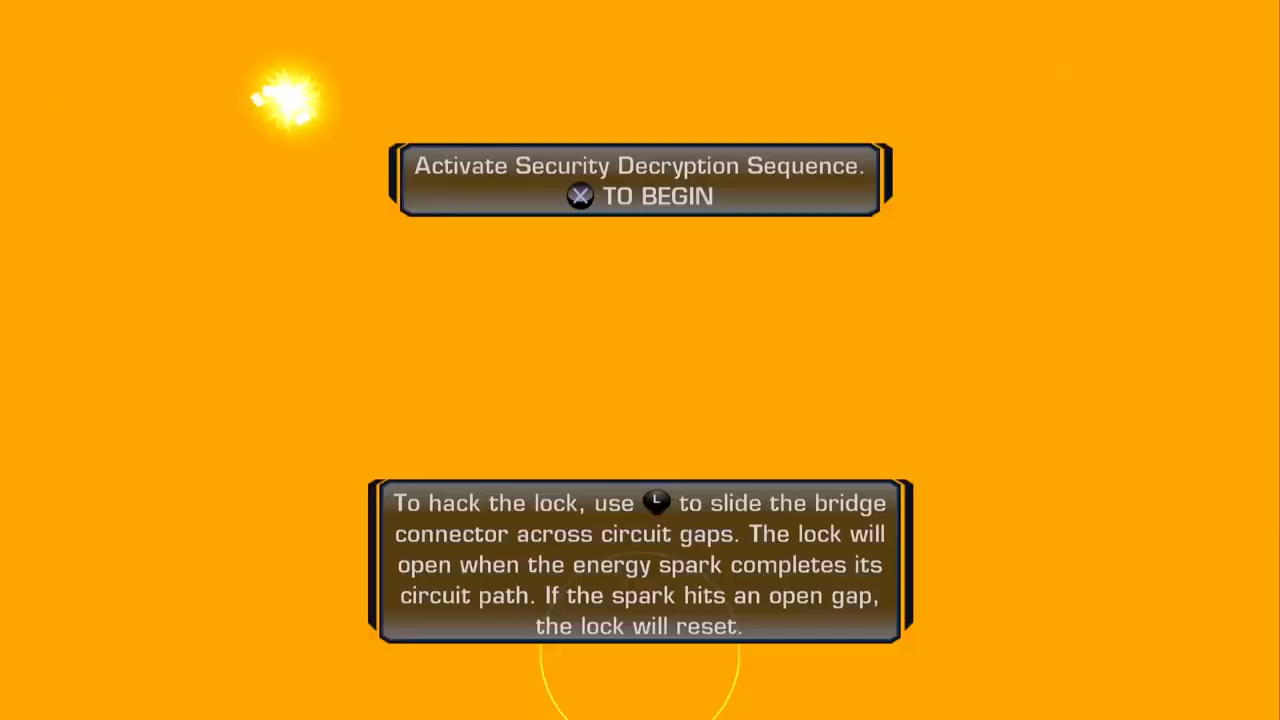 Activate Security Decryption Sequence.
X TO BEGIN
To hack the lock, use L to slide the bridge
connector across circuit gaps. The lock will
open when the energy spark completes its
circuit path. If the spark hits an open gap,
the lock will reset.